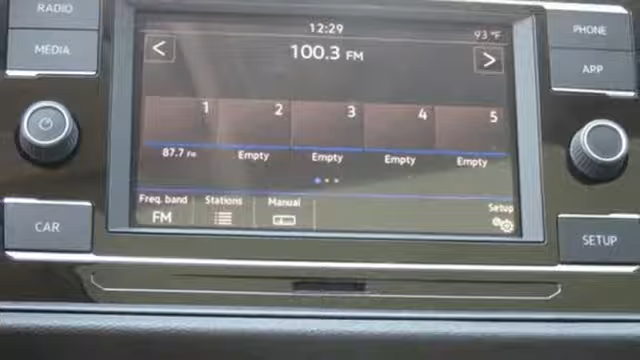 RADIO
MEDIA
CAR
12:29
93 °F
<
100.3 FM
>
1 2 3 4 5
87.7 FM Empty Empty Empty Empty
Freq. band Stations Manual Setup
FM
PHONE
APP
SETUP